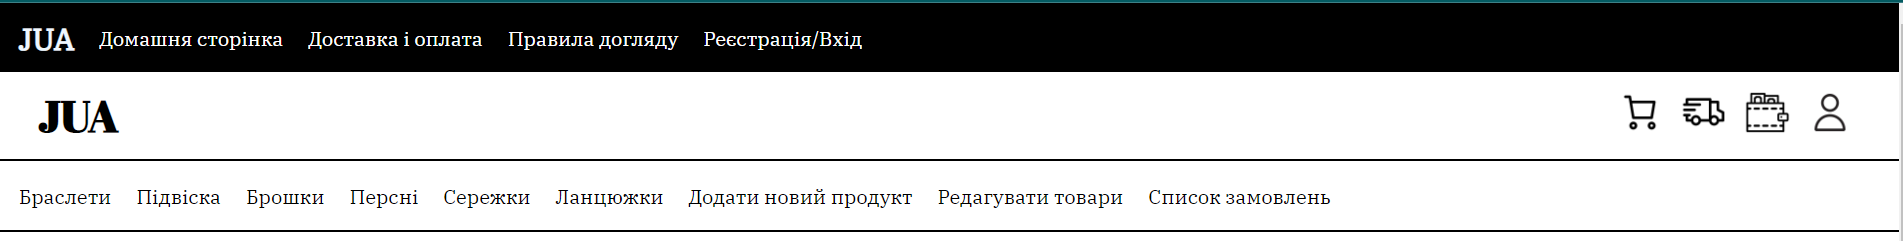 JUA Домашня сторінка Доставка і оплата Правила догляду Реєстрація/Вхід
JUA
Браслети Підвіска Брошки Персні Сережки Ланцюжки Додати новий продукт Редагувати товари Список замовлень